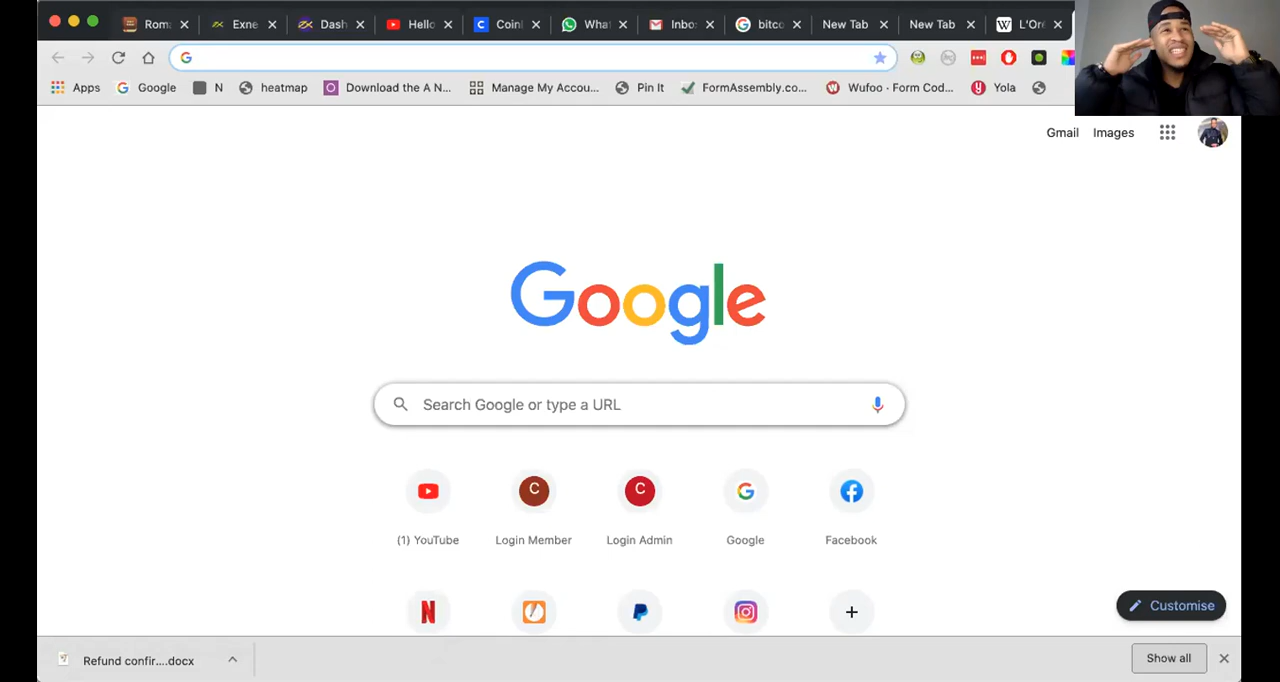 Rom Exne Dash Hello Coinl What Inbo bitco New Tab New Tab L'Ore
Apps Google N heatmap Download the A N... Manage My Accou... Pin It FormAssembly.co... Wufoo · Form Cod... Yola
Gmail Images
Google
Search Google or type a URL
C C
(1) YouTube Login Member Login Admin Google Facebook
Customise
Refund confir....docx Show all